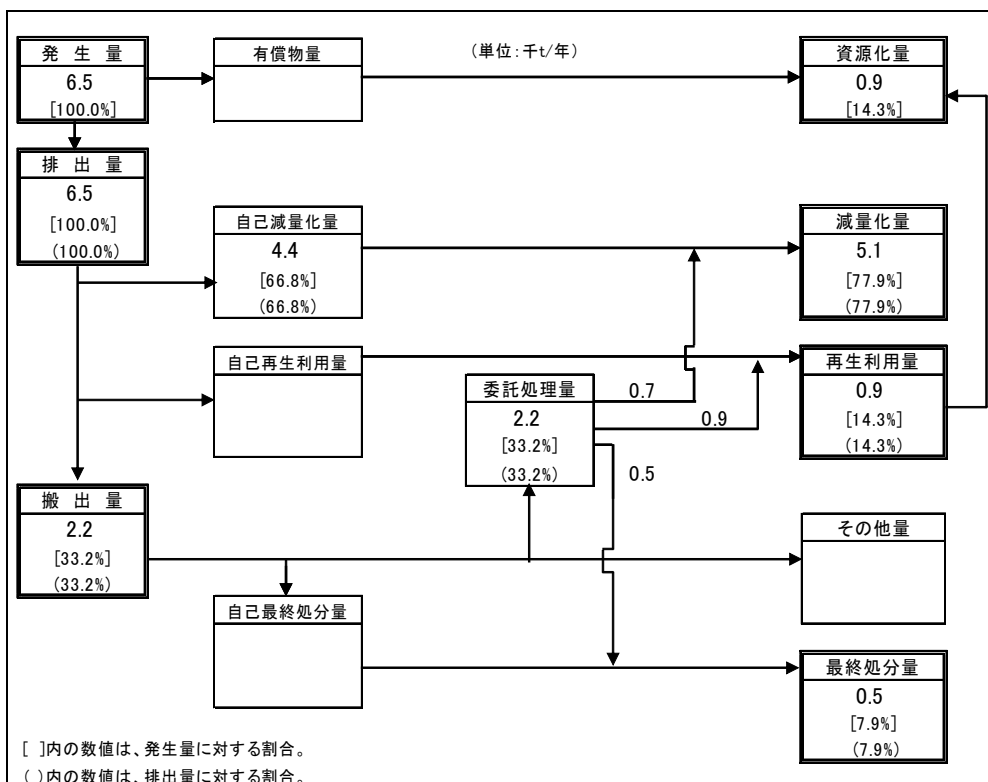 発生量
6.5
[100.0%]
有償物量
（単位：千t/年）
資源化量
0.9
[14.3%]
排出量
6.5
[100.0%]
(100.0%)
自己減量化量
4.4
[66.8%]
(66.8%)
減量化量
5.1
[77.9%]
(77.9%)
自己再生利用量
委託処理量
2.2
[33.2%]
(33.2%)
0.7
0.9
0.5
再生利用量
0.9
[14.3%]
(14.3%)
搬出量
2.2
[33.2%]
(33.2%)
その他量
自己最終処分量
最終処分量
0.5
[7.9%]
(7.9%)
[ ]内の数値は、発生量に対する割合。
( )内の数値は、排出量に対する割合。